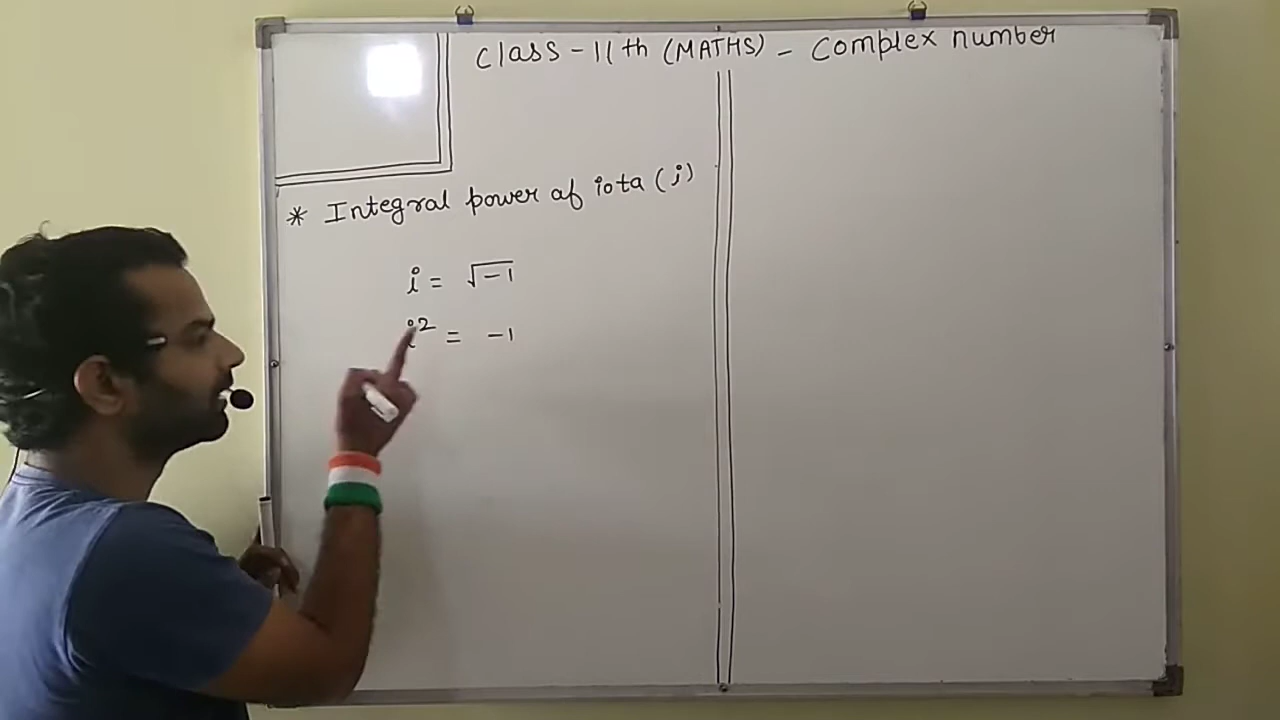 Class - 11th (MATHS) - Complex number
* Integral power of iota (i)
i = √-1
i² = -1